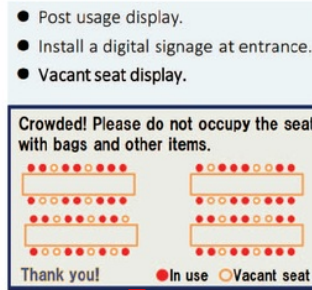 ● Post usage display.
● Install a digital signage at entrance.
● Vacant seat display.
Crowded! Please do not occupy the seat
with bags and other items.
Thank you!
●In use ○Vacant seat